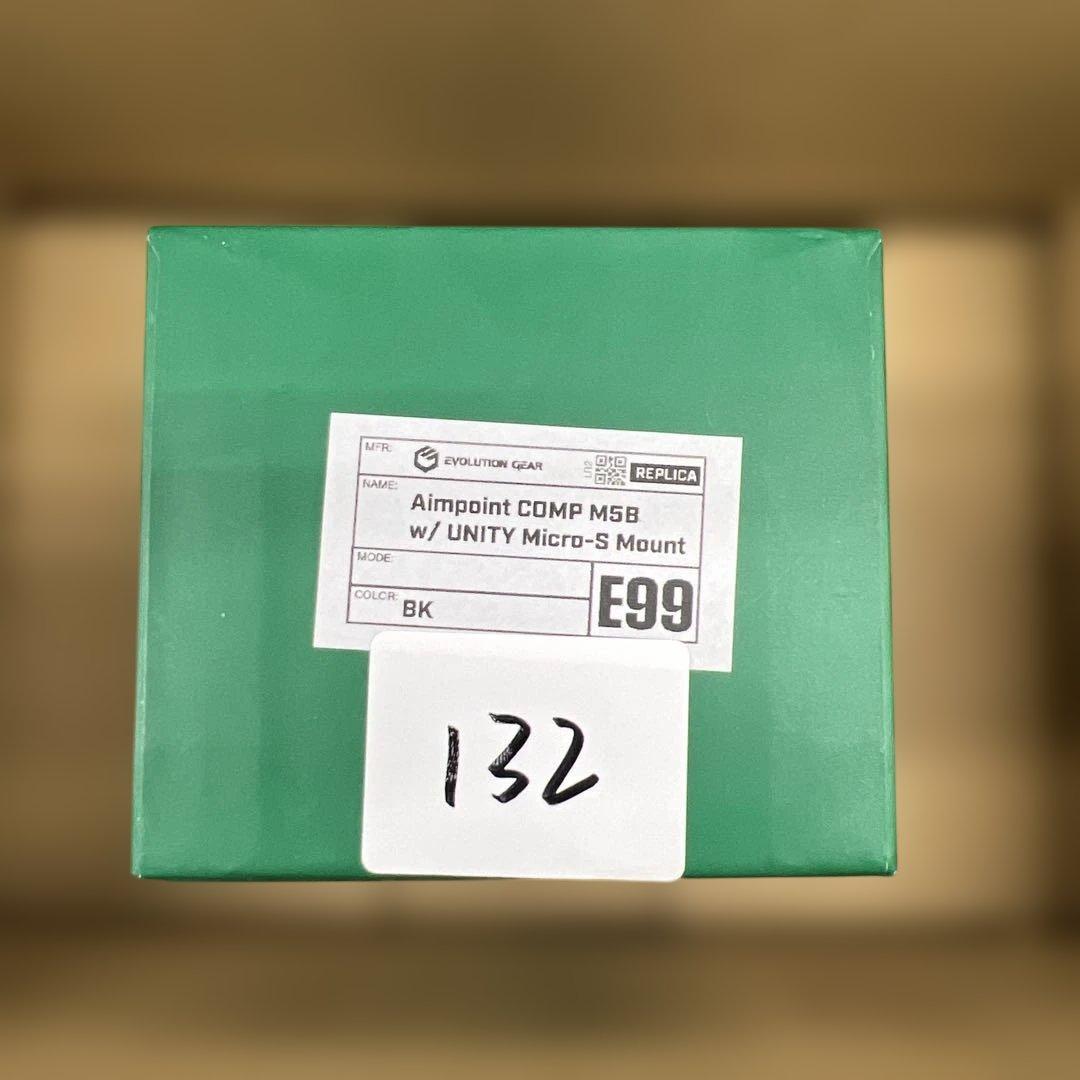 MFR: EVOLUTION GEAR REPLICA
NAME:
Aimpoint COMP M5B
w/ UNITY Micro-S Mount
MODE:
COLOR: BK
E99
132